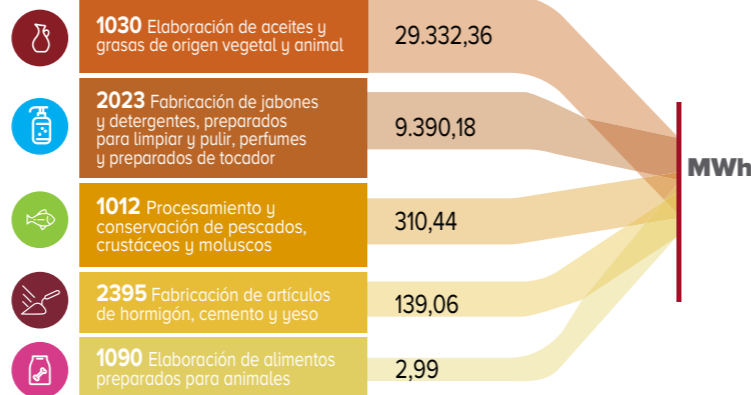 1030 Elaboración de aceites y
grasas de origen vegetal y animal
29.332,36
2023 Fabricación de jabones
y detergentes, preparados
para limpiar y pulir, perfumes
y preparados de tocador
9.390,18
1012 Procesamiento y
conservación de pescados,
crustáceos y moluscos
310,44
2395 Fabricación de artículos
de hormigón, cemento y yeso
139,06
1090 Elaboración de alimentos
preparados para animales
2,99
MWh